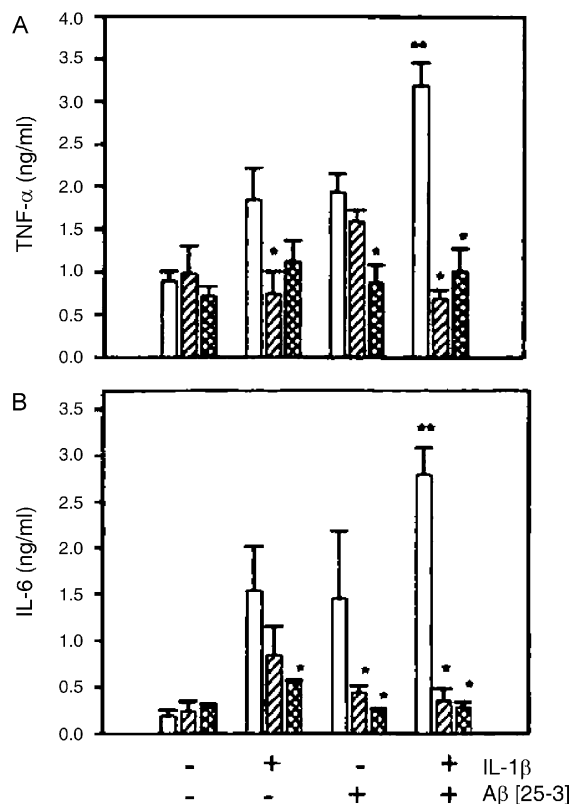 A
4.0
3.5
3.0
2.5
2.0
1.5
1.0
0.5
0.0
TNF-α (ng/ml)
** 
* * * *
B
3.5
3.0
2.5
2.0
1.5
1.0
0.5
0.0
IL-6 (ng/ml)
**
* * * * *
- + - + IL-1β
- - + + Aβ [25-3]